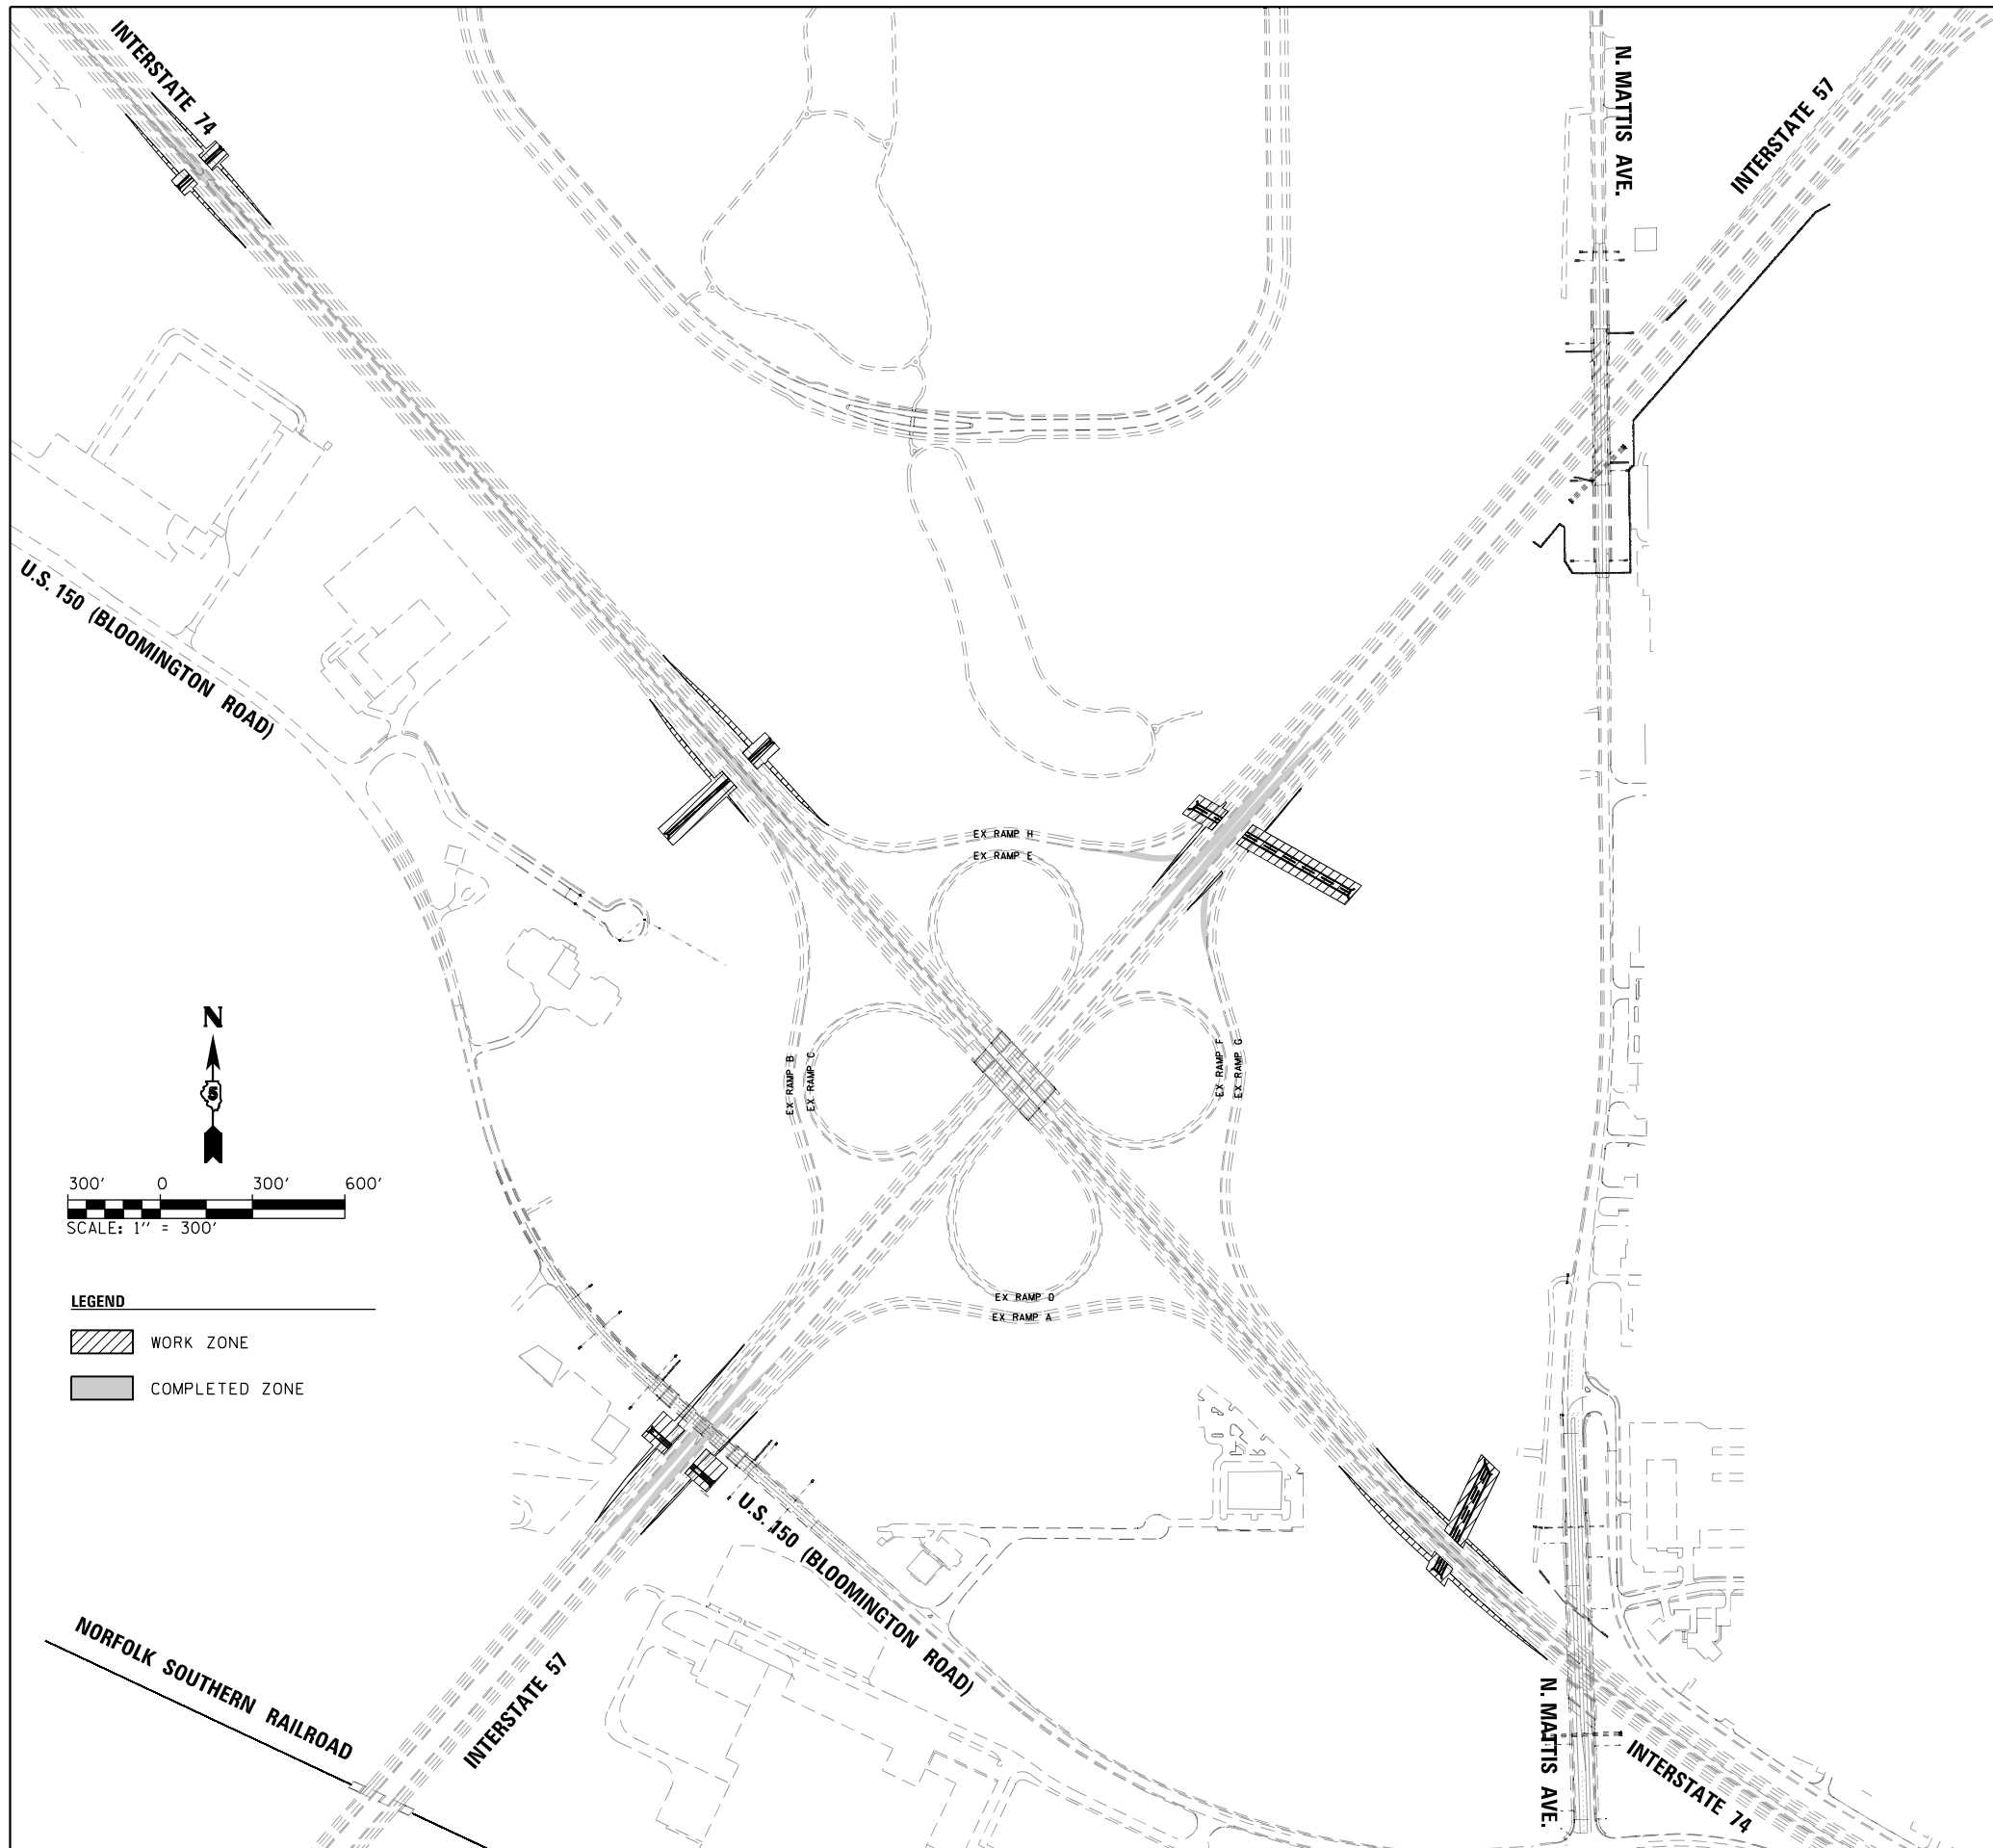 INTERSTATE 74
N. MATTIS AVE.
INTERSTATE 57
U.S. 150 (BLOOMINGTON ROAD)
EX RAMP H
EX RAMP E
EX RAMP B
EX RAMP C
EX RAMP F
EX RAMP G
EX RAMP D
EX RAMP A
N
5
300' 0 300' 600'
SCALE: 1'' = 300'
LEGEND
WORK ZONE
COMPLETED ZONE
U.S. 150 (BLOOMINGTON ROAD)
NORFOLK SOUTHERN RAILROAD
INTERSTATE 57
N. MATTIS AVE.
INTERSTATE 74